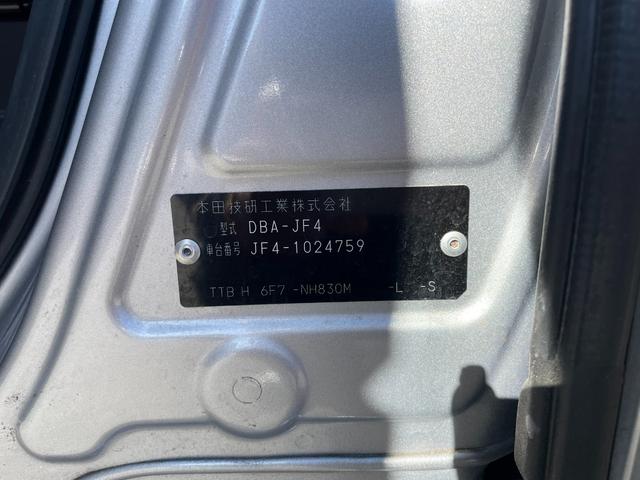 本田技研工業株式会社
型式 DBA-JF4
車台番号 JF4-1024759
TTB H 6F7 -NH830M -L -S